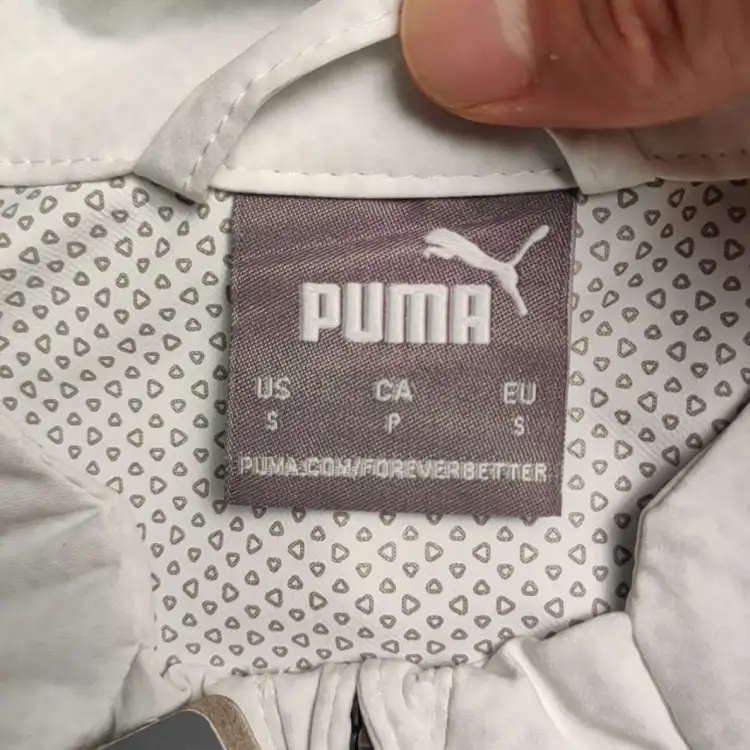 PUMA
US CA EU
S P S
PUMA.COM/FOREVERBETTER